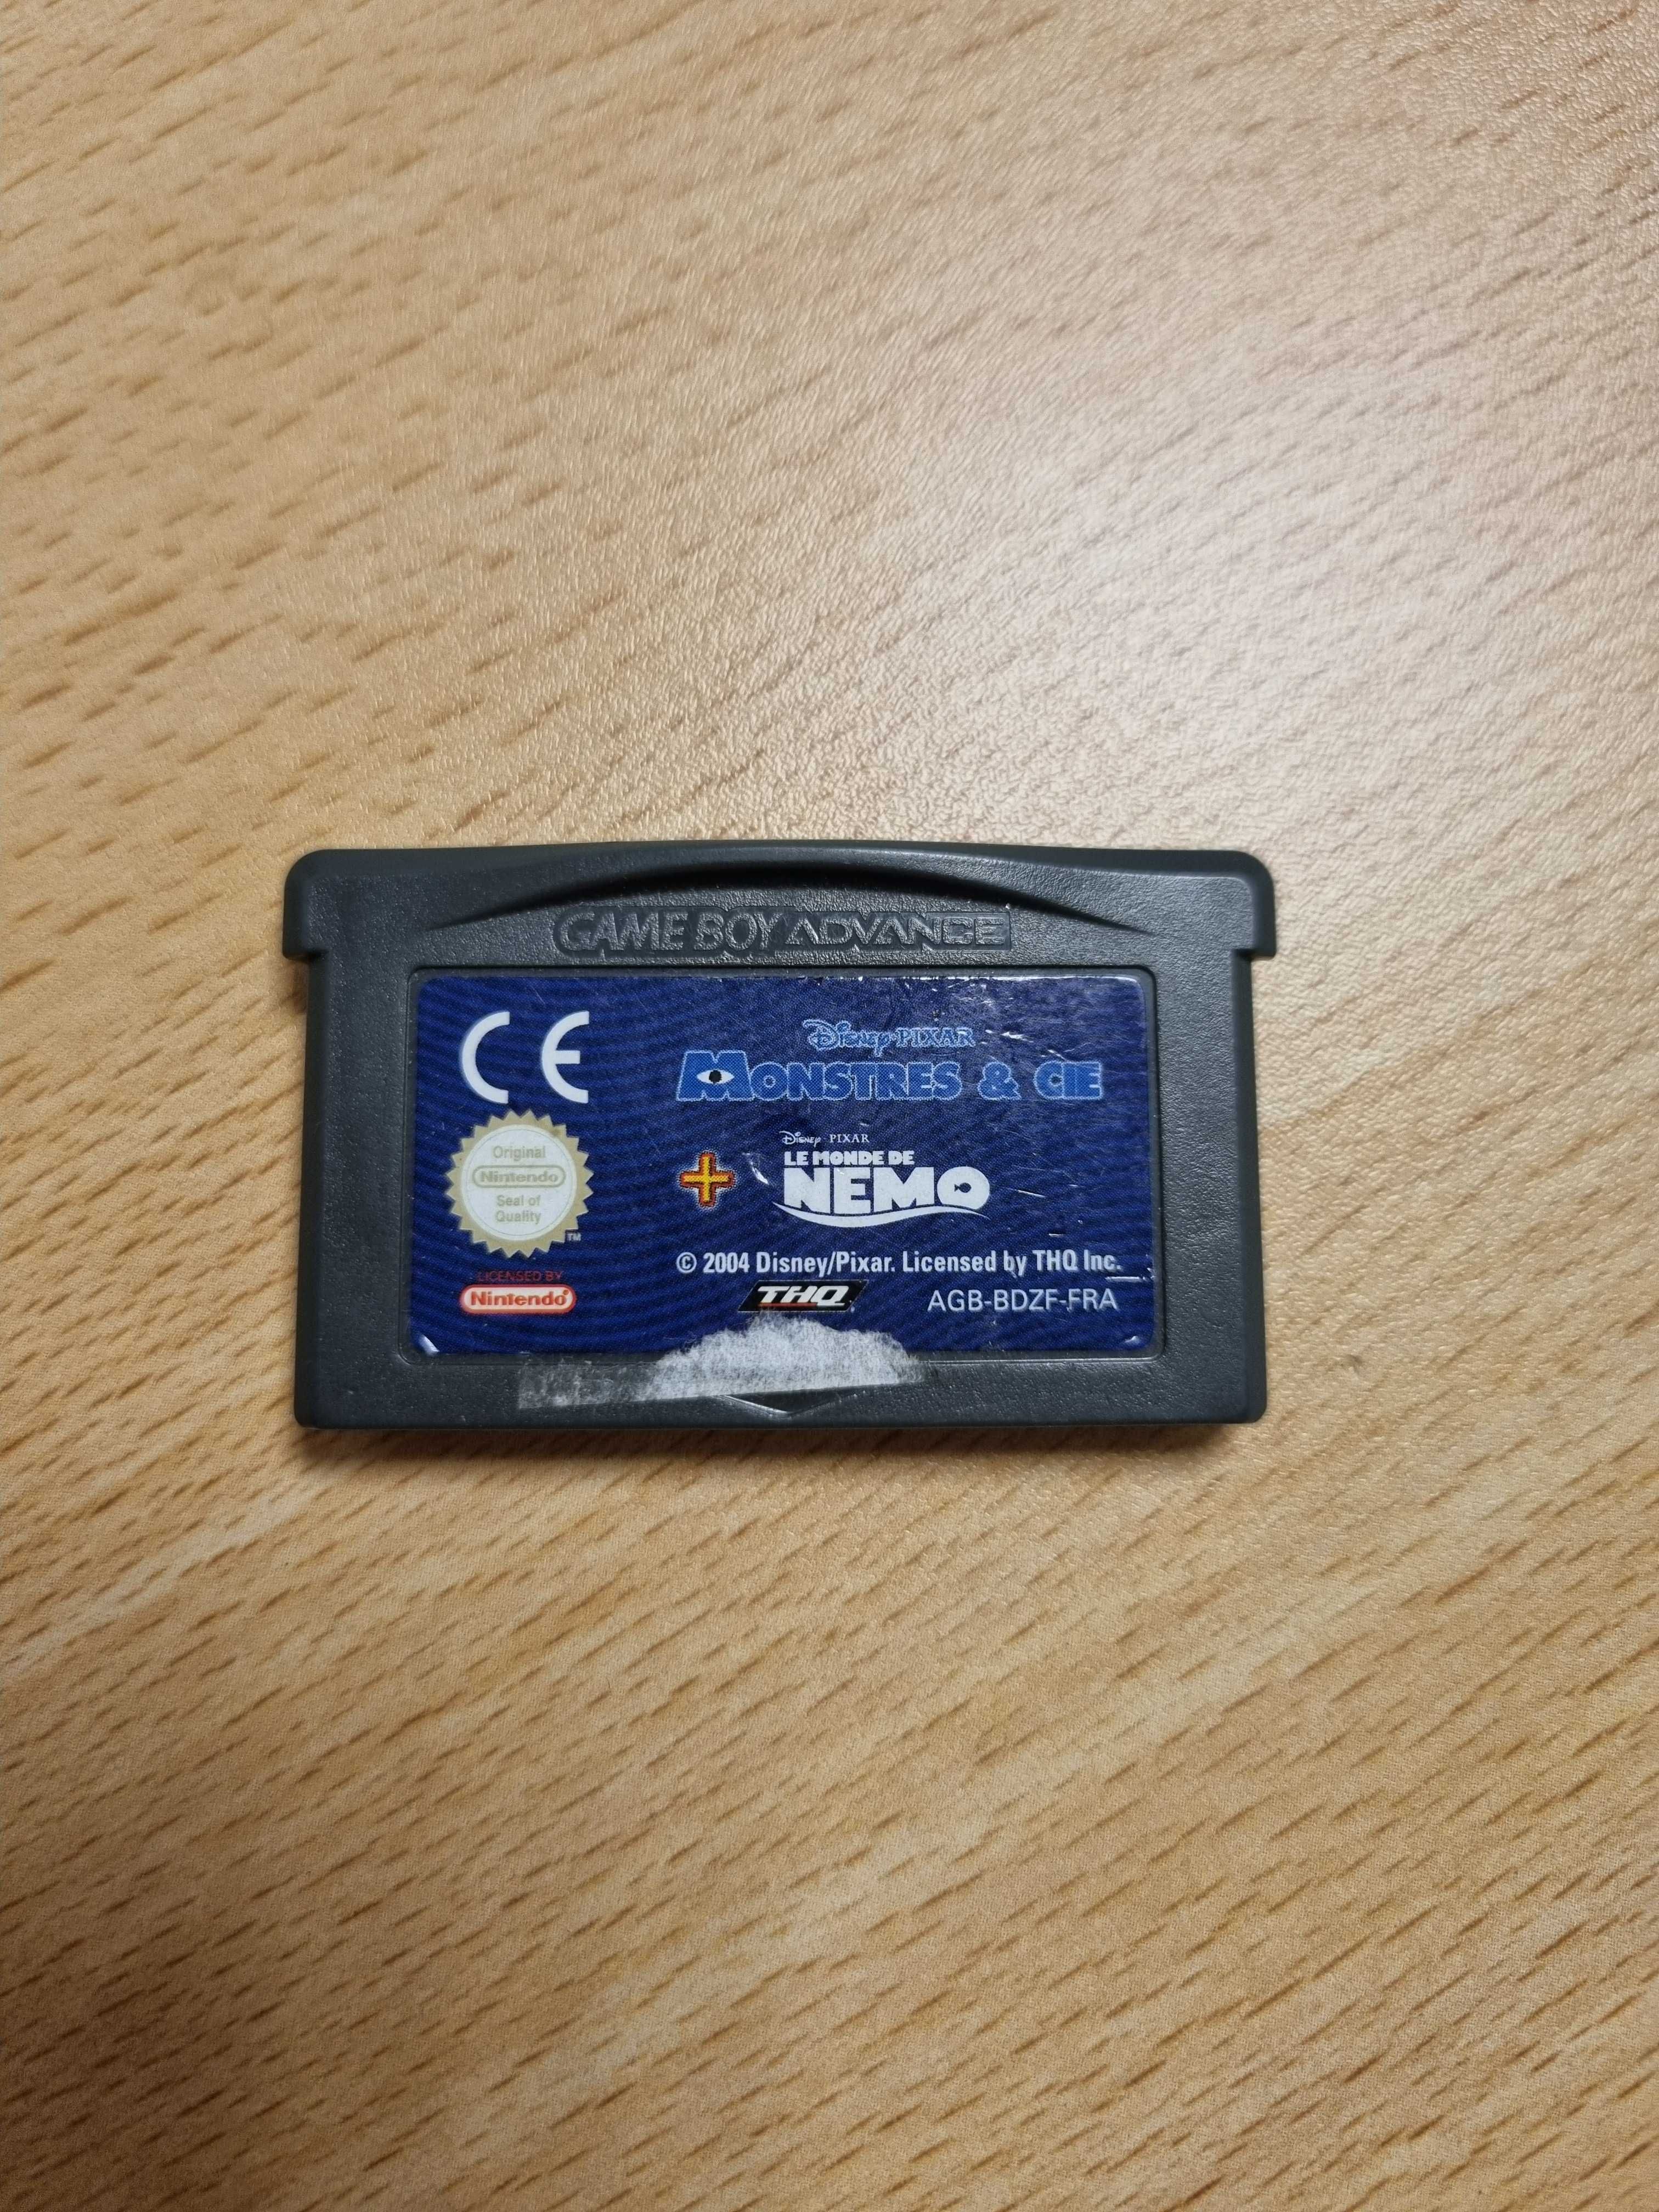 GAME BOY ADVANCE
CE
Disney·PIXAR
MONSTRES & CIE
Original
Nintendo
Seal of
Quality
TM
+
Disney·PIXAR
LE MONDE DE
NEMO
© 2004 Disney/Pixar. Licensed by THQ Inc.
LICENSED BY
Nintendo®
THQ
AGB-BDZF-FRA